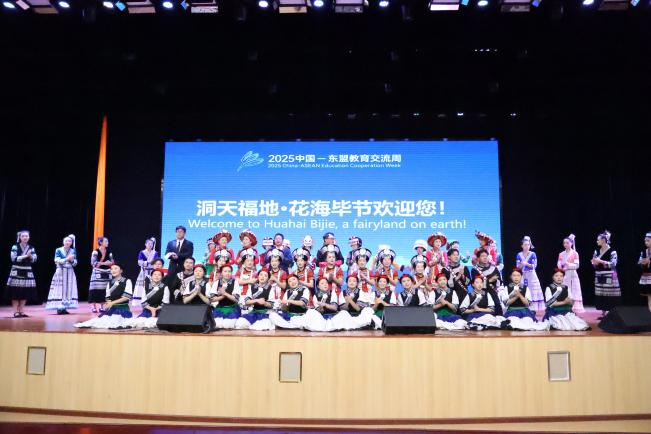 2025中国－东盟教育交流周
2025 China-ASEAN Education Cooperation Week
洞天福地·花海毕节欢迎您！
Welcome to Huahai Bijie, a fairyland on earth!